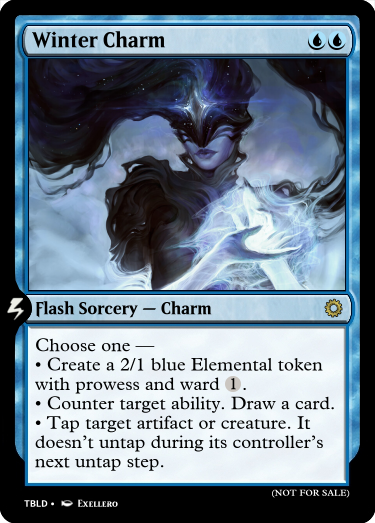 Winter Charm
Flash Sorcery — Charm
Choose one —
• Create a 2/1 blue Elemental token
with prowess and ward 1.
• Counter target ability. Draw a card.
• Tap target artifact or creature. It
doesn't untap during its controller's
next untap step.
(NOT FOR SALE)
TBLD • Exellero